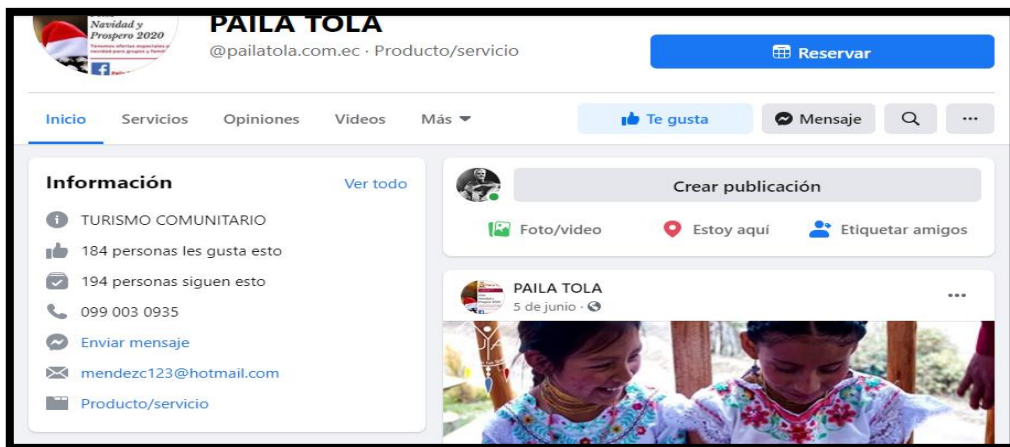 Navidad y
Prospero 2020
PAILA TOLA
@pailatola.com.ec · Producto/servicio
Reservar
Inicio
Servicios
Opiniones
Videos
Más
Te gusta
Mensaje
Información
Ver todo
TURISMO COMUNITARIO
184 personas les gusta esto
194 personas siguen esto
099 003 0935
Enviar mensaje
mendezc123@hotmail.com
Producto/servicio
Crear publicación
Foto/video
Estoy aquí
Etiquetar amigos
PAILA TOLA
5 de junio ·